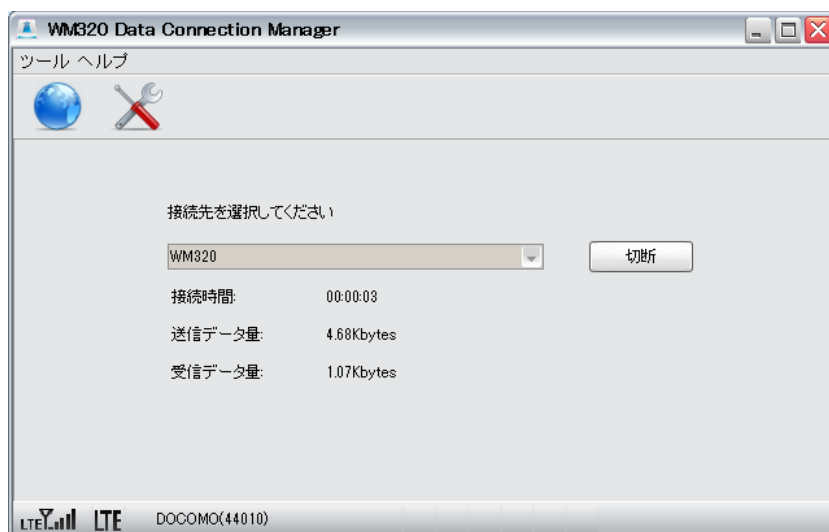 WM320 Data Connection Manager
ツール ヘルプ
接続先を選択してください
WM320
切断
接続時間: 00:00:03
送信データ量: 4.68Kbytes
受信データ量: 1.07Kbytes
LTE LTE DOCOMO(44010)